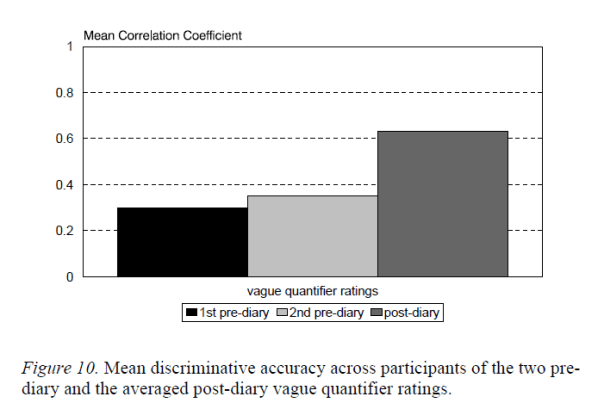 Mean Correlation Coefficient
1
0.8
0.6
0.4
0.2
0
vague quantifier ratings
1st pre-diary 2nd pre-diary post-diary
Figure 10. Mean discriminative accuracy across participants of the two pre-
diary and the averaged post-diary vague quantifier ratings.